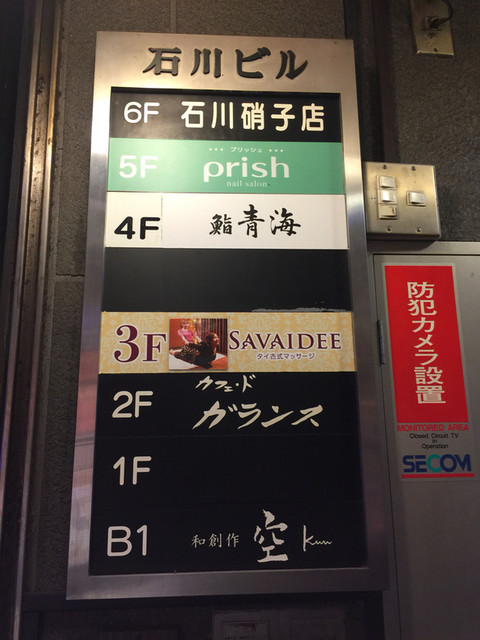 石川ビル
6F 石川硝子店
プリッシュ
5F prish
nail salon
4F 鮨青海
3F SAVAIDEE
タイ古式マッサージ
カフェ・ド
2F ガランス
1F
B1 和創作 空 Kuu
防犯カメラ設置
MONITORED AREA
Closed Circuit TV
in
Operation
SECOM